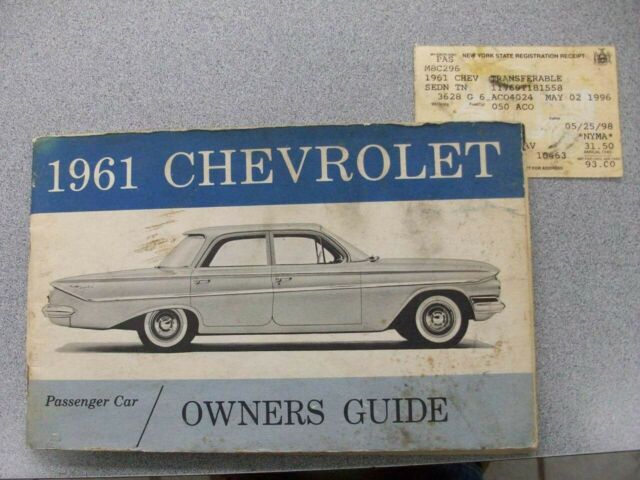 1961 CHEVROLET
Passenger Car / OWNERS GUIDE
NEW YORK STATE REGISTRATION RECEIPT
PAS
M8C296
1961 CHEV TRANSFERABLE
SEDN TN 11769T181558
3628 G 6 AC04024 MAY 02 1996
050 ACO
05/25/98
*NYMA*
AV 31.50
10463
93.00